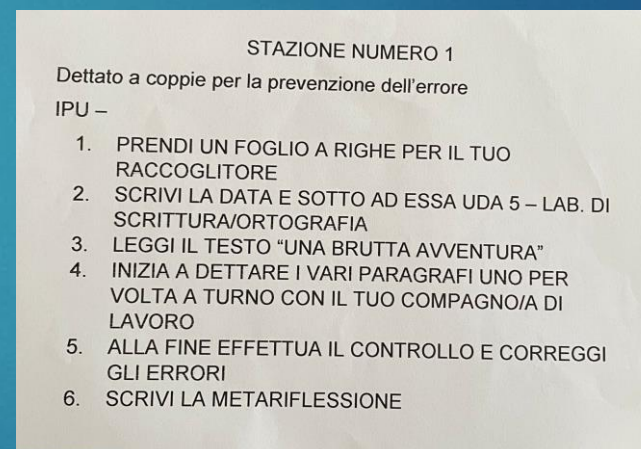 STAZIONE NUMERO 1
Dettato a coppie per la prevenzione dell'errore
IPU –
1. PRENDI UN FOGLIO A RIGHE PER IL TUO
RACCOGLITORE
2. SCRIVI LA DATA E SOTTO AD ESSA UDA 5 – LAB. DI
SCRITTURA/ORTOGRAFIA
3. LEGGI IL TESTO "UNA BRUTTA AVVENTURA"
4. INIZIA A DETTARE I VARI PARAGRAFI UNO PER
VOLTA A TURNO CON IL TUO COMPAGNO/A DI
LAVORO
5. ALLA FINE EFFETTUA IL CONTROLLO E CORREGGI
GLI ERRORI
6. SCRIVI LA METARIFLESSIONE